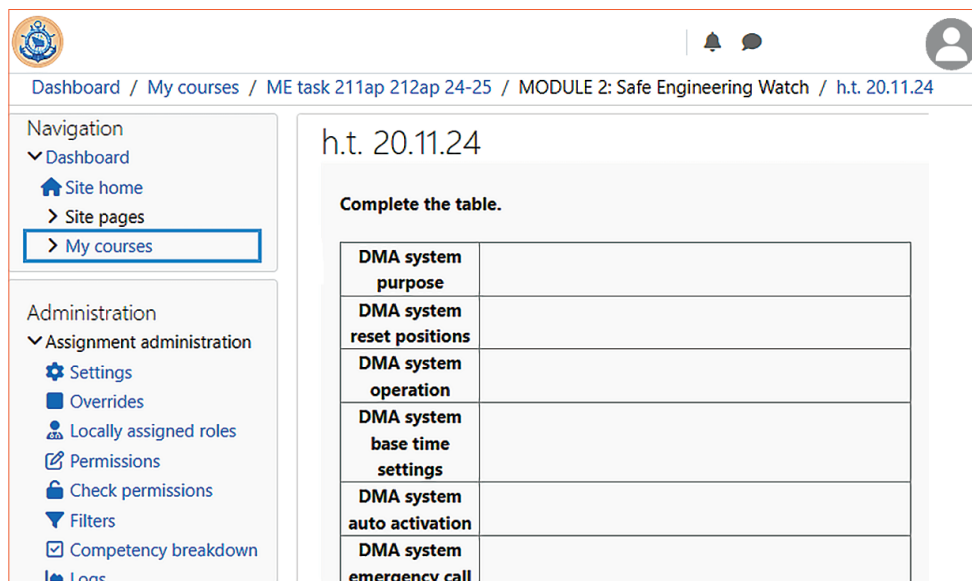 Dashboard / My courses / ME task 211ap 212ap 24-25 / MODULE 2: Safe Engineering Watch / h.t. 20.11.24
Navigation
Dashboard
Site home
Site pages
My courses
Administration
Assignment administration
Settings
Overrides
Locally assigned roles
Permissions
Check permissions
Filters
Competency breakdown
Logs
h.t. 20.11.24
Complete the table.
DMA system
purpose
DMA system
reset positions
DMA system
operation
DMA system
base time
settings
DMA system
auto activation
DMA system
emergency call